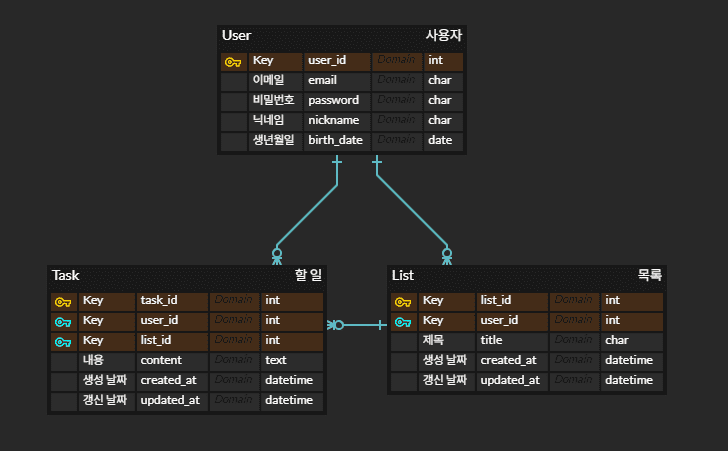 User 사용자
Key user_id Domain int
이메일 email Domain char
비밀번호 password Domain char
닉네임 nickname Domain char
생년월일 birth_date Domain date
Task 할 일
Key task_id Domain int
Key user_id Domain int
Key list_id Domain int
내용 content Domain text
생성 날짜 created_at Domain datetime
갱신 날짜 updated_at Domain datetime
List 목록
Key list_id Domain int
Key user_id Domain int
제목 title Domain char
생성 날짜 created_at Domain datetime
갱신 날짜 updated_at Domain datetime